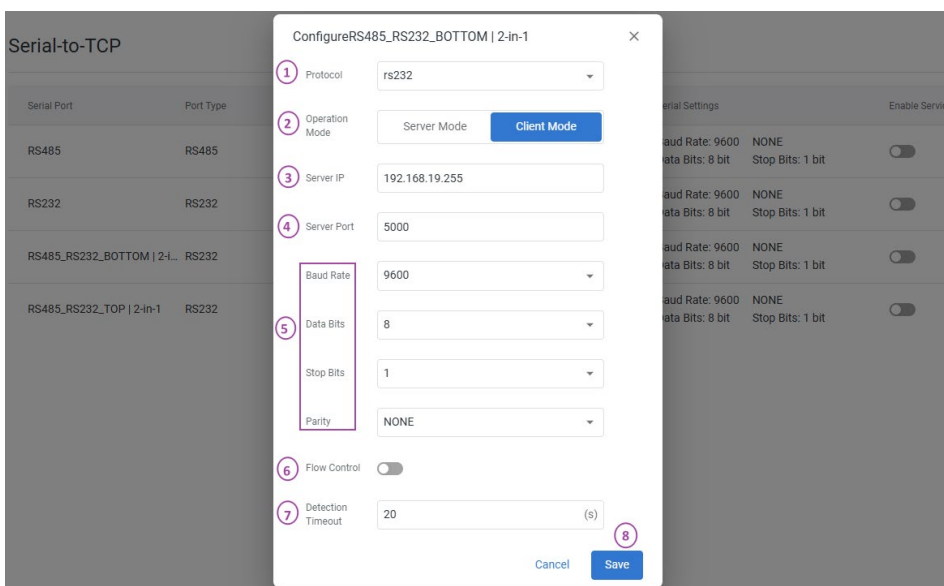 Serial-to-TCP
Serial Port Port Type erial Settings Enable Servic
RS485 RS485 aud Rate: 9600 NONE
ata Bits: 8 bit Stop Bits: 1 bit
RS232 RS232 aud Rate: 9600 NONE
ata Bits: 8 bit Stop Bits: 1 bit
RS485_RS232_BOTTOM | 2-i... RS232 aud Rate: 9600 NONE
ata Bits: 8 bit Stop Bits: 1 bit
RS485_RS232_TOP | 2-in-1 RS232 aud Rate: 9600 NONE
ata Bits: 8 bit Stop Bits: 1 bit
ConfigureRS485_RS232_BOTTOM | 2-in-1
1 Protocol rs232
2 Operation Mode Server Mode Client Mode
3 Server IP 192.168.19.255
4 Server Port 5000
5
Baud Rate 9600
Data Bits 8
Stop Bits 1
Parity NONE
6 Flow Control
7 Detection Timeout 20 (s)
8
Cancel Save